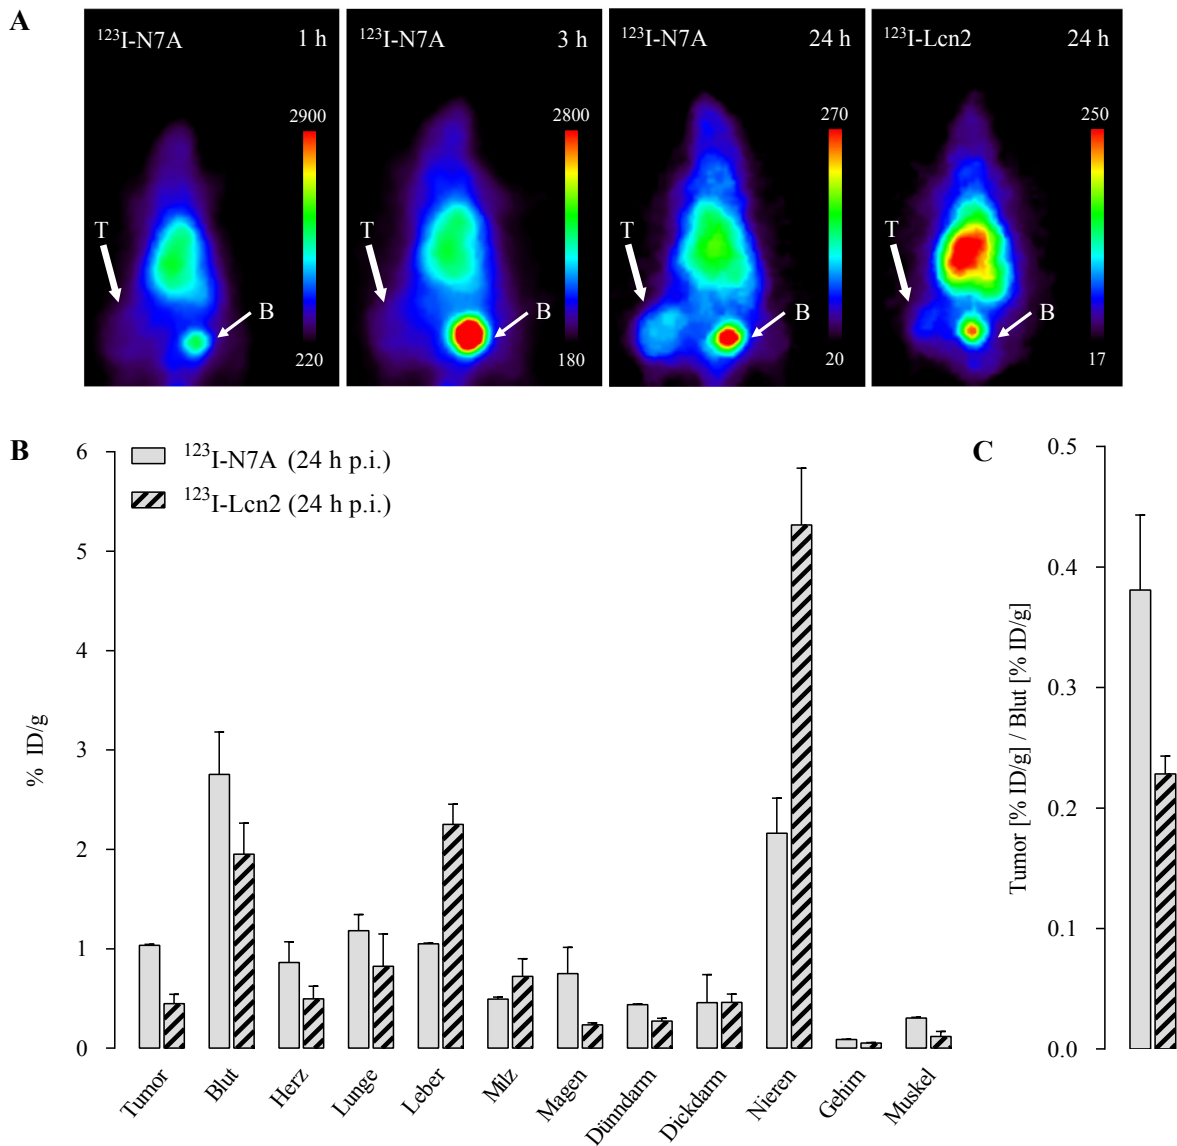 A
¹²³I-N7A 1 h
2900
T
B
220
¹²³I-N7A 3 h
2800
T
B
180
¹²³I-N7A 24 h
270
T
B
20
¹²³I-Lcn2 24 h
250
T
B
17
B
¹²³I-N7A (24 h p.i.)
¹²³I-Lcn2 (24 h p.i.)
% ID/g
6
5
4
3
2
1
0
Tumor
Blut
Herz
Lunge
Leber
Milz
Magen
Dünndarm
Dickdarm
Nieren
Gehirn
Muskel
C
Tumor [% ID/g] / Blut [% ID/g]
0.5
0.4
0.3
0.2
0.1
0.0